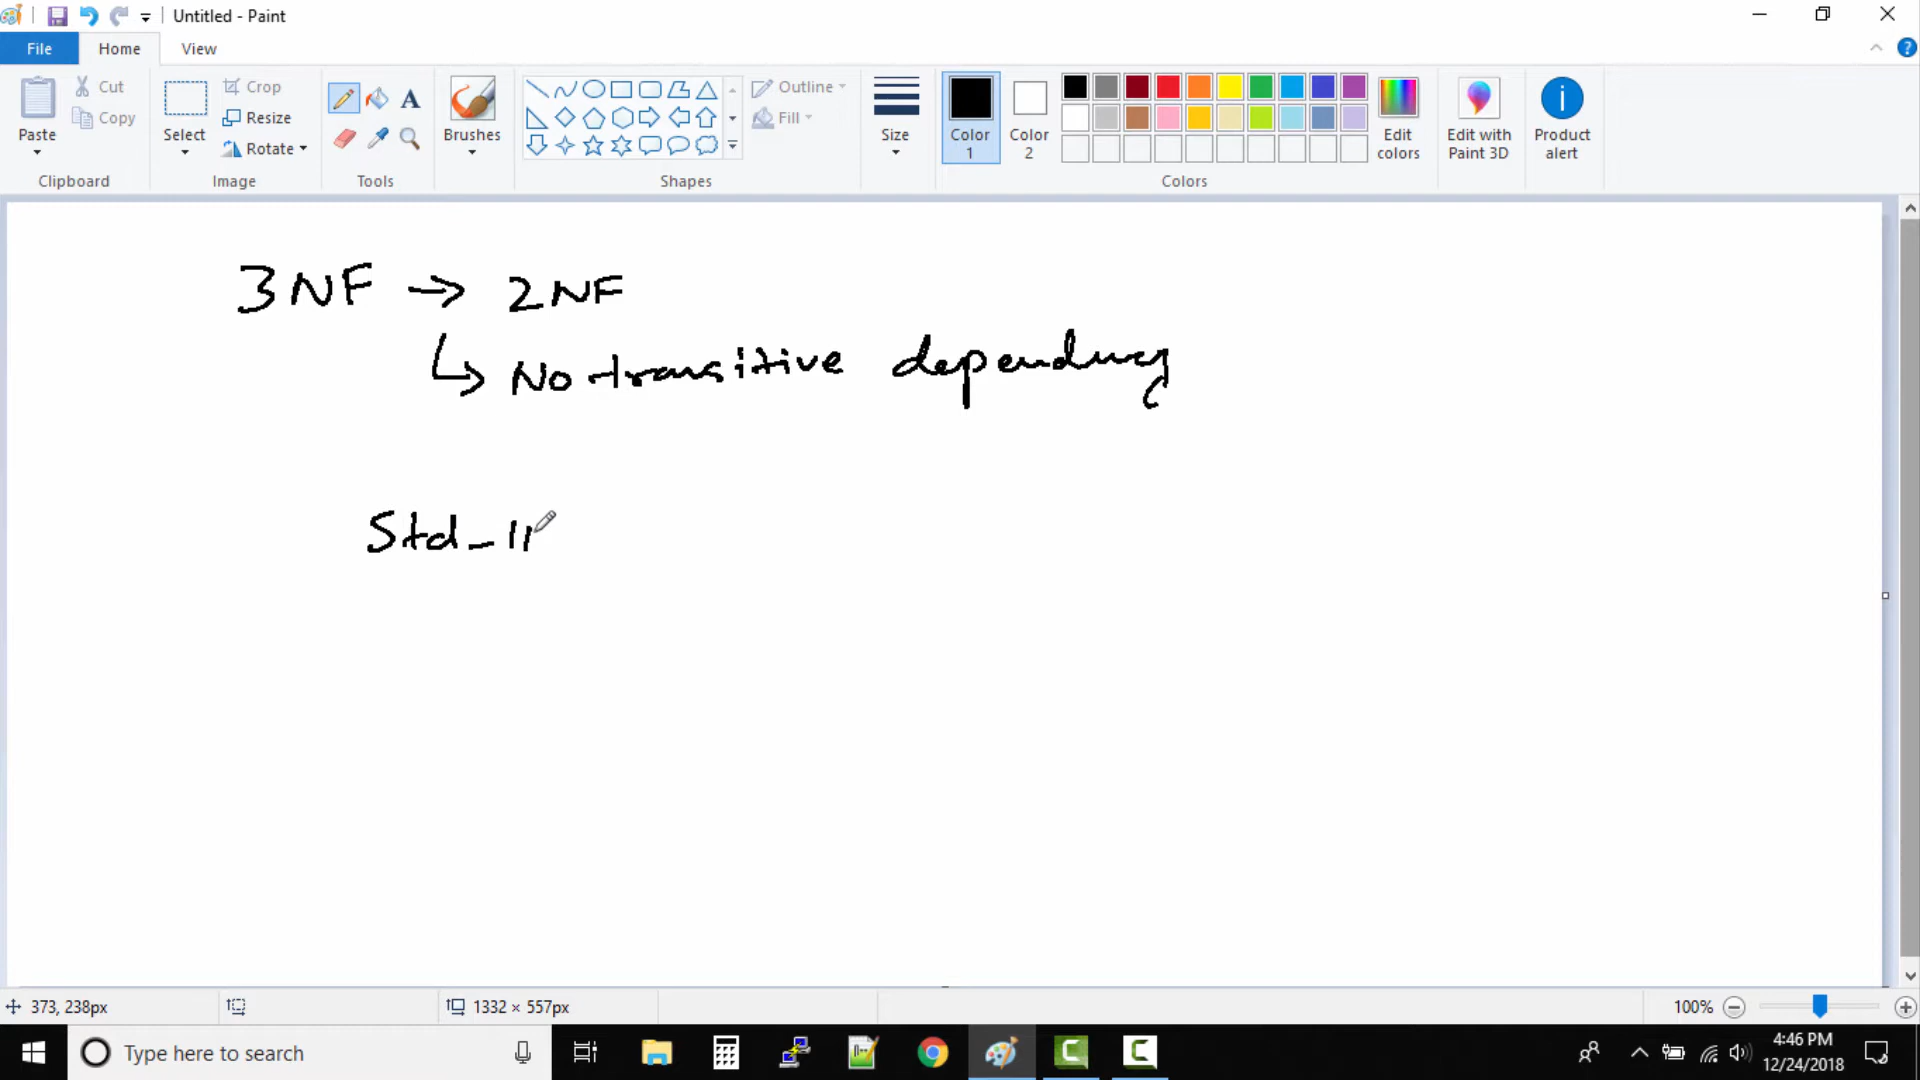 Untitled - Paint
File Home View
Paste
Cut
Copy
Clipboard
Select
Crop
Resize
Rotate
Image
Tools
Brushes
Shapes
Outline
Fill
Size
Color 1
Color 2
Colors
Edit colors
Edit with Paint 3D
Product alert
3NF → 2NF
↳ No transitive dependency
Std_
373, 238px
1332 × 557px
100%
Type here to search
4:46 PM
12/24/2018